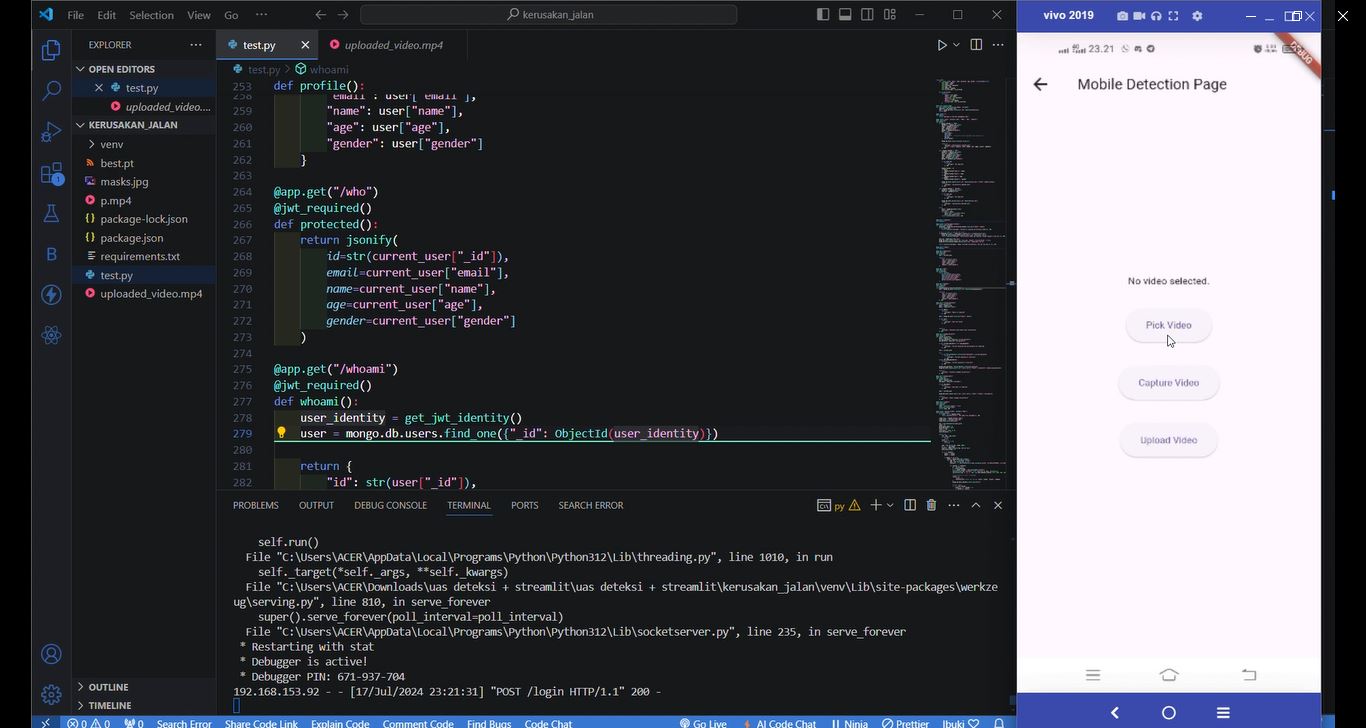 File Edit Selection View Go ··· kerusakan_jalan
EXPLORER
OPEN EDITORS
test.py
uploaded_video....
KERUSAKAN_JALAN
venv
best.pt
masks.jpg
p.mp4
package-lock.json
package.json
requirements.txt
test.py
uploaded_video.mp4
OUTLINE
TIMELINE
test.py uploaded_video.mp4
test.py > whoami
253 def profile():
258 "email": user["email"],
259 "name": user["name"],
260 "age": user["age"],
261 "gender": user["gender"]
262 }
263
264 @app.get("/who")
265 @jwt_required()
266 def protected():
267 return jsonify(
268 id=str(current_user["_id"]),
269 email=current_user["email"],
270 name=current_user["name"],
271 age=current_user["age"],
272 gender=current_user["gender"]
273 )
274
275 @app.get("/whoami")
276 @jwt_required()
277 def whoami():
278 user_identity = get_jwt_identity()
279 user = mongo.db.users.find_one({"_id": ObjectId(user_identity)})
280
281 return {
282 "id": str(user["_id"]),
PROBLEMS OUTPUT DEBUG CONSOLE TERMINAL PORTS SEARCH ERROR py
self.run()
File "C:\Users\ACER\AppData\Local\Programs\Python\Python312\Lib\threading.py", line 1010, in run
self._target(*self._args, **self._kwargs)
File "C:\Users\ACER\Downloads\uas deteksi + streamlit\uas deteksi + streamlit\kerusakan_jalan\venv\Lib\site-packages\werkze
ug\serving.py", line 810, in serve_forever
super().serve_forever(poll_interval=poll_interval)
File "C:\Users\ACER\AppData\Local\Programs\Python\Python312\Lib\socketserver.py", line 235, in serve_forever
* Restarting with stat
* Debugger is active!
* Debugger PIN: 671-937-704
192.168.153.92 - - [17/Jul/2024 23:21:31] "POST /login HTTP/1.1" 200 -
0 0 0 Search Error Share Code Link Explain Code Comment Code Find Bugs Code Chat Go Live AI Code Chat Ninja Prettier Ibuki
vivo 2019
23.21
DEBUG
Mobile Detection Page
No video selected.
Pick Video
Capture Video
Upload Video